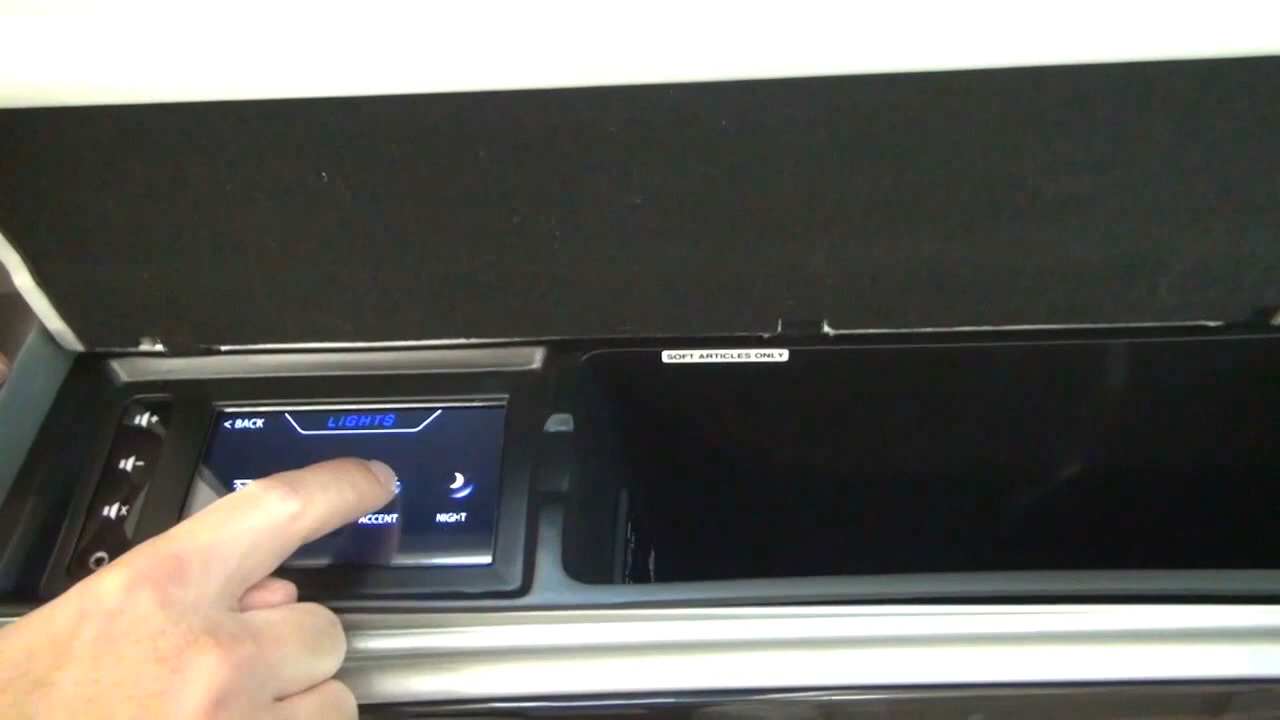 SOFT ARTICLES ONLY
< BACK
LIGHTS
ACCENT
NIGHT